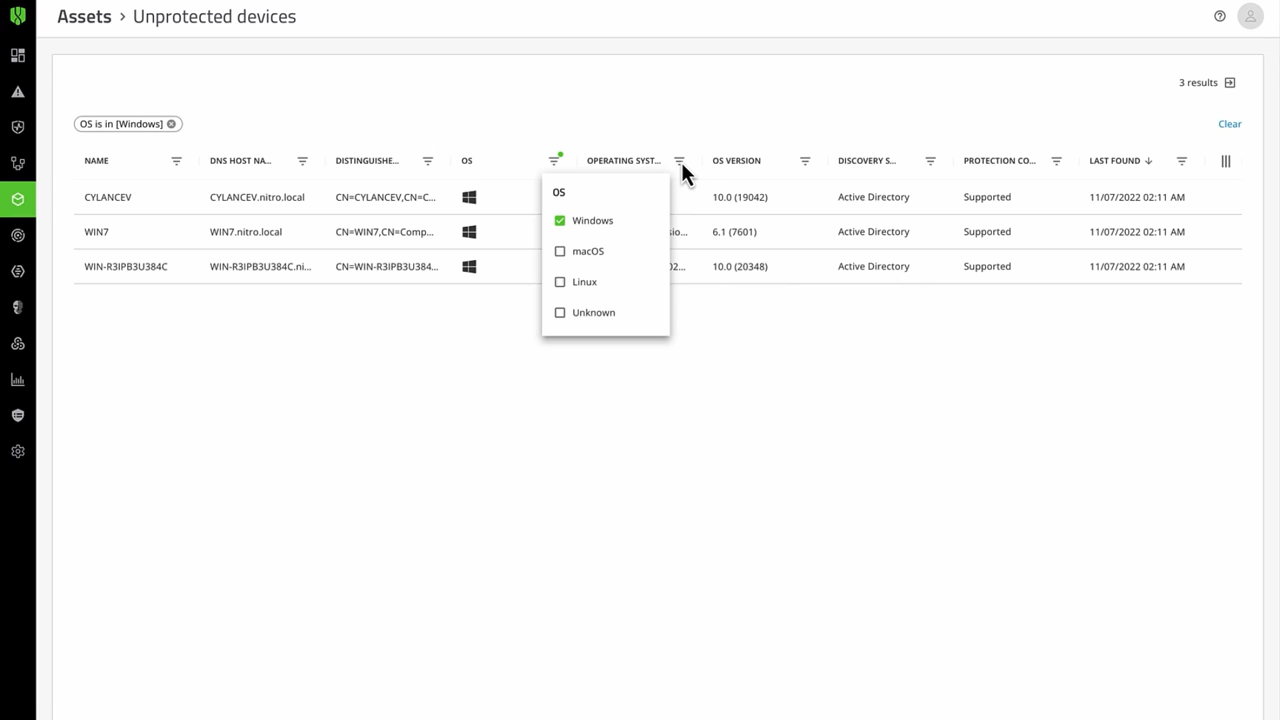 Assets > Unprotected devices
3 results
OS is in [Windows]
Clear
NAME DNS HOST NA... DISTINGUISHE... OS OPERATING SYST... OS VERSION DISCOVERY S... PROTECTION CO... LAST FOUND
CYLANCEV CYLANCEV.nitro.local CN=CYLANCEV,CN=C... 10.0 (19042) Active Directory Supported 11/07/2022 02:11 AM
WIN7 WIN7.nitro.local CN=WIN7,CN=Comp... sio... 6.1 (7601) Active Directory Supported 11/07/2022 02:11 AM
WIN-R3IPB3U384C WIN-R3IPB3U384C.ni... CN=WIN-R3IPB3U384... 02... 10.0 (20348) Active Directory Supported 11/07/2022 02:11 AM
OS
Windows
macOS
Linux
Unknown